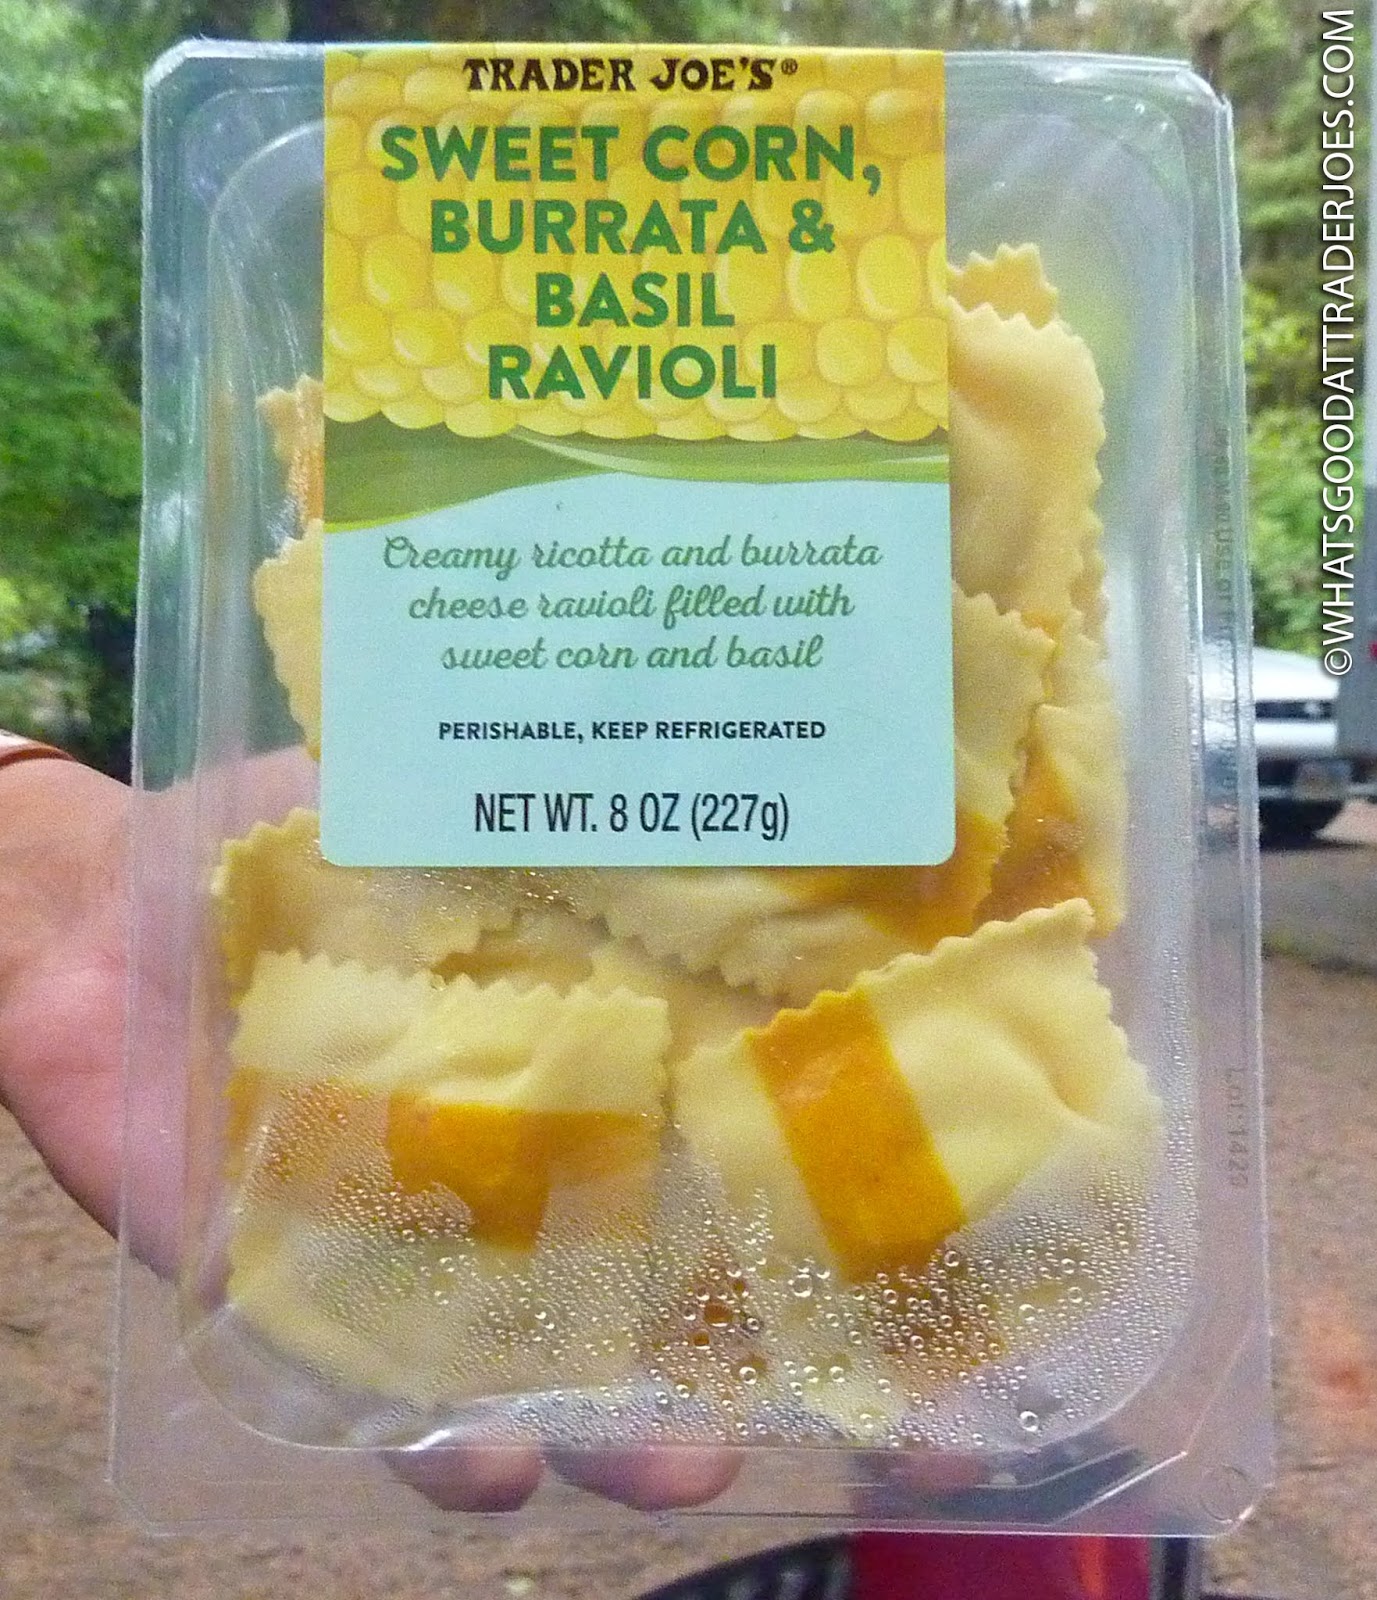 TRADER JOE'S®
SWEET CORN,
BURRATA &
BASIL
RAVIOLI
Creamy ricotta and burrata
cheese ravioli filled with
sweet corn and basil
PERISHABLE, KEEP REFRIGERATED
NET WT. 8 OZ (227g)
©WHATSGOODATTRADERJOES.COM